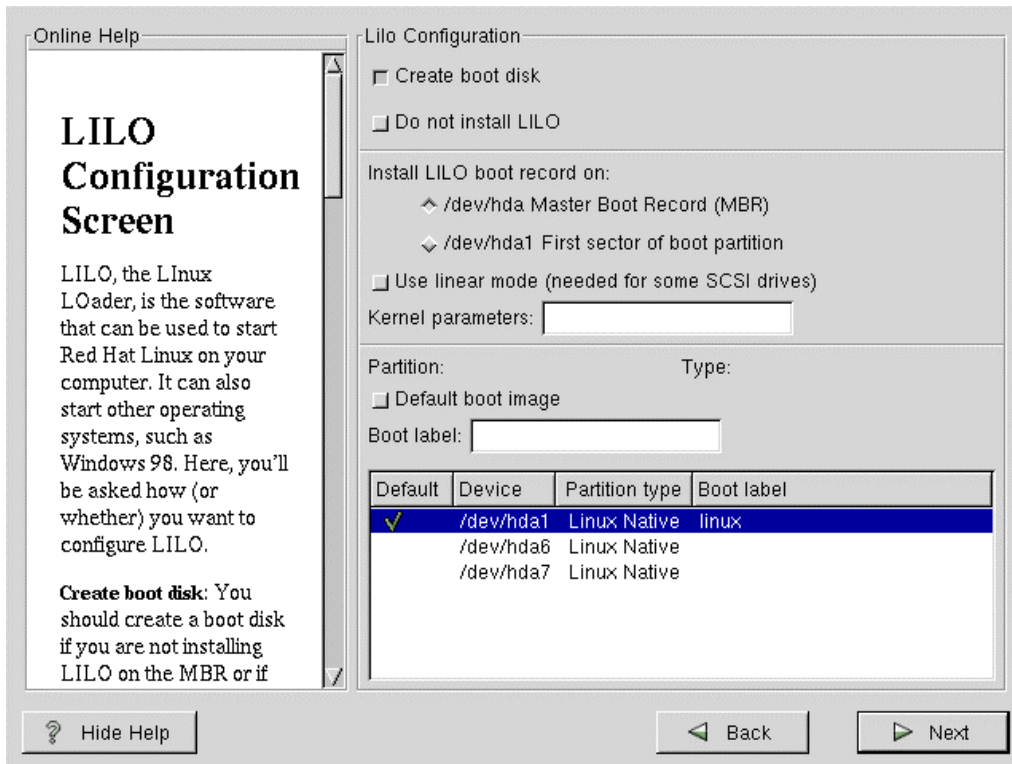 Online Help
LILO
Configuration
Screen
LILO, the LInux
LOader, is the software
that can be used to start
Red Hat Linux on your
computer. It can also
start other operating
systems, such as
Windows 98. Here, you'll
be asked how (or
whether) you want to
configure LILO.
Create boot disk: You
should create a boot disk
if you are not installing
LILO on the MBR or if
Lilo Configuration
Create boot disk
Do not install LILO
Install LILO boot record on:
/dev/hda Master Boot Record (MBR)
/dev/hda1 First sector of boot partition
Use linear mode (needed for some SCSI drives)
Kernel parameters:
Partition: Type:
Default boot image
Boot label:
Default Device Partition type Boot label
/dev/hda1 Linux Native linux
/dev/hda6 Linux Native
/dev/hda7 Linux Native
Hide Help Back Next